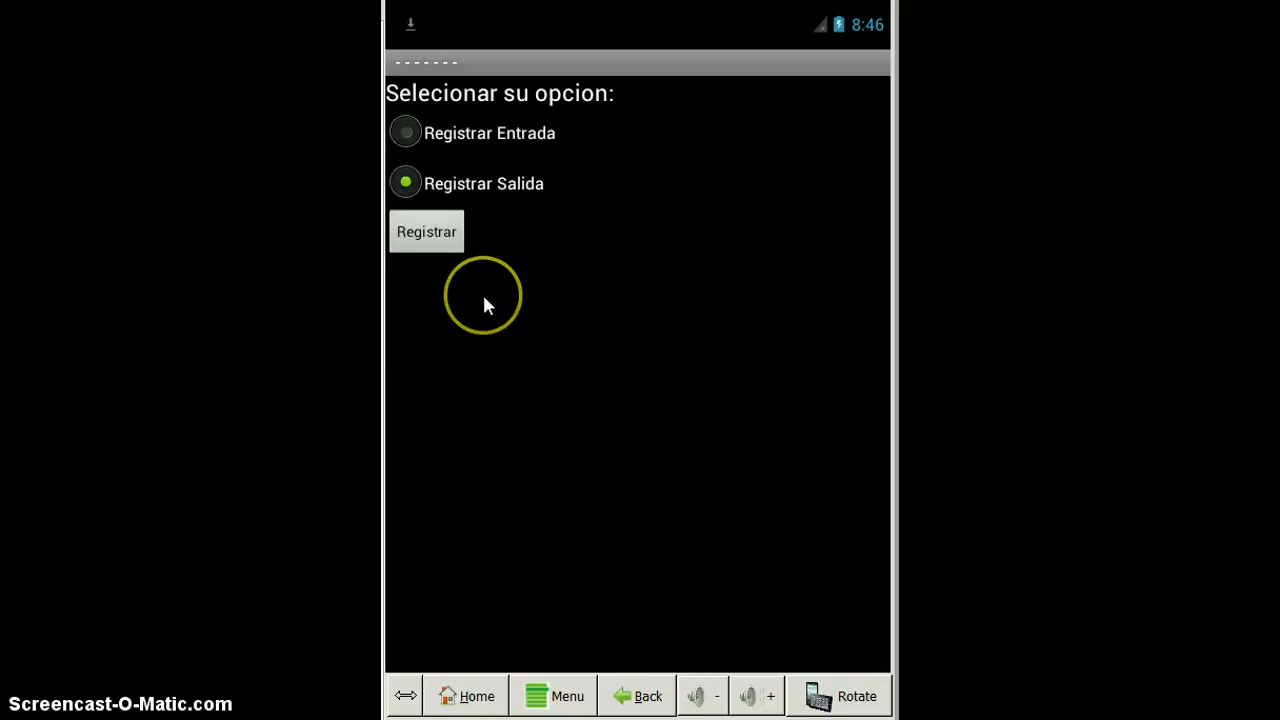 8:46
- - - - - - -
Selecionar su opcion:
Registrar Entrada
Registrar Salida
Registrar
Home Menu Back - + Rotate
Screencast-O-Matic.com